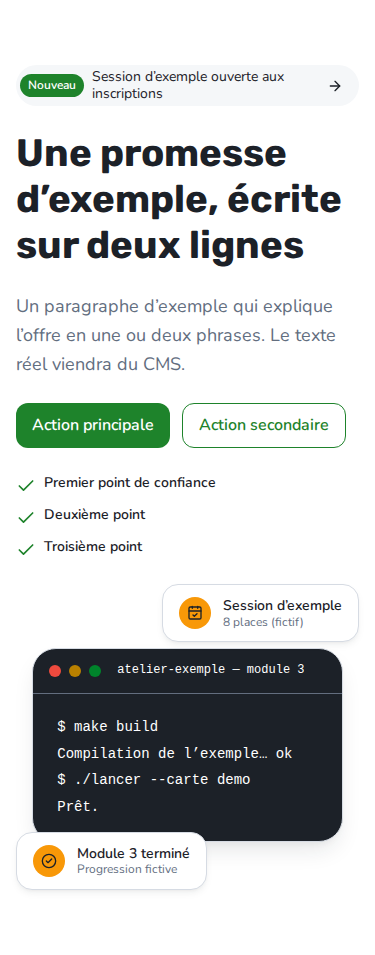 Nouveau
Session d’exemple ouverte aux
inscriptions
Une promesse
d’exemple, écrite
sur deux lignes
Un paragraphe d’exemple qui explique
l’offre en une ou deux phrases. Le texte
réel viendra du CMS.
Action principale
Action secondaire
Premier point de confiance
Deuxième point
Troisième point
Session d’exemple
8 places (fictif)
atelier-exemple — module 3
$ make build
Compilation de l’exemple… ok
$ ./lancer --carte demo
Prêt.
Module 3 terminé
Progression fictive